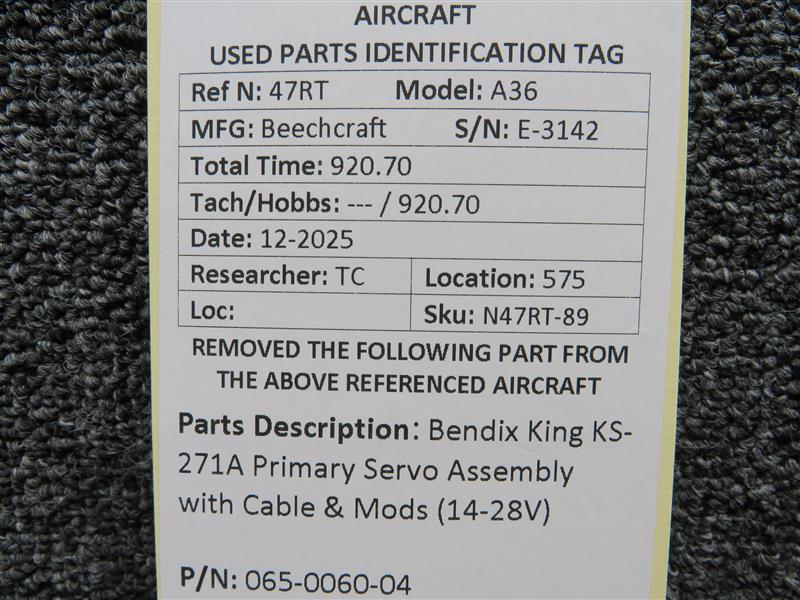 AIRCRAFT
USED PARTS IDENTIFICATION TAG
Ref N: 47RT Model: A36
MFG: Beechcraft S/N: E-3142
Total Time: 920.70
Tach/Hobbs: --- / 920.70
Date: 12-2025
Researcher: TC Location: 575
Loc: Sku: N47RT-89
REMOVED THE FOLLOWING PART FROM
THE ABOVE REFERENCED AIRCRAFT
Parts Description: Bendix King KS-
271A Primary Servo Assembly
with Cable & Mods (14-28V)
P/N: 065-0060-04